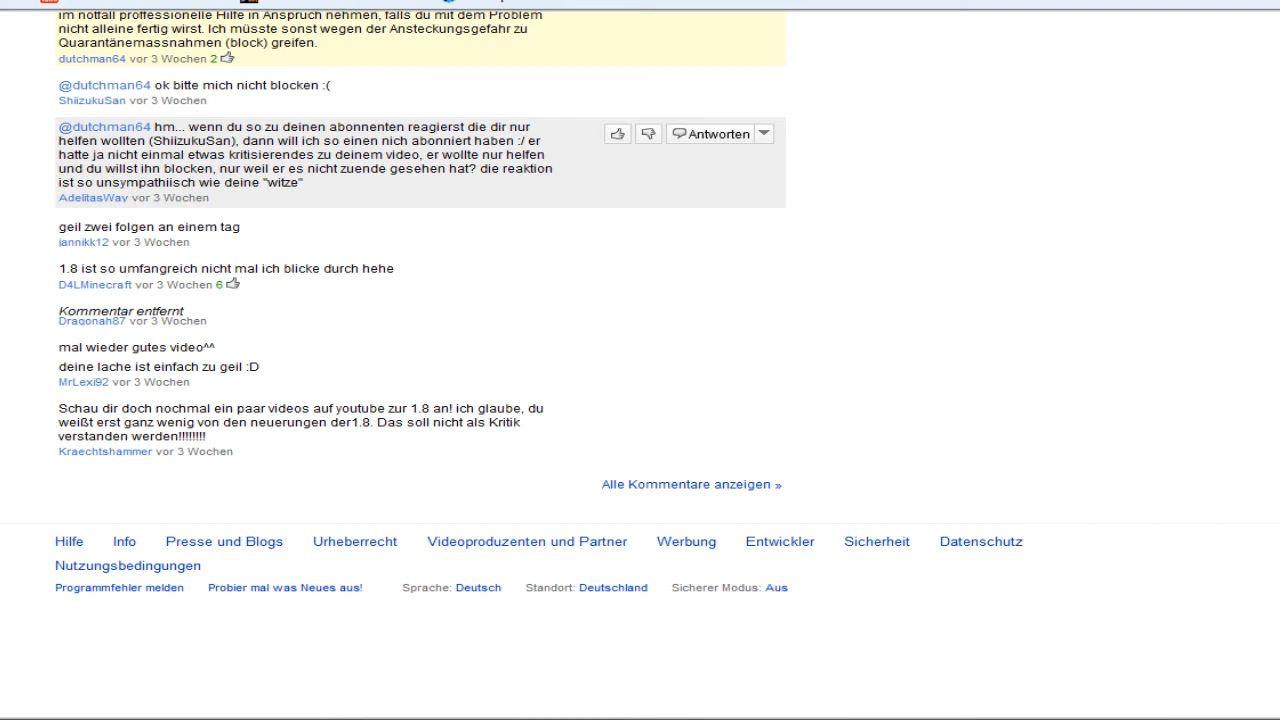 im notfall proffessionelle Hilfe in Anspruch nehmen, falls du mit dem Problem
nicht alleine fertig wirst. Ich müsste sonst wegen der Ansteckungsgefahr zu
Quarantänemassnahmen (block) greifen.
dutchman64 vor 3 Wochen 2
@dutchman64 ok bitte mich nicht blocken :(
ShiizukuSan vor 3 Wochen
@dutchman64 hm... wenn du so zu deinen abonnenten reagierst die dir nur
helfen wollten (ShiizukuSan), dann will ich so einen nich abonniert haben :/ er
hatte ja nicht einmal etwas kritisierendes zu deinem video, er wollte nur helfen
und du willst ihn blocken, nur weil er es nicht zuende gesehen hat? die reaktion
ist so unsympathiisch wie deine "witze"
Antworten
AdelitasWay vor 3 Wochen
geil zwei folgen an einem tag
jannikk12 vor 3 Wochen
1.8 ist so umfangreich nicht mal ich blicke durch hehe
D4LMinecraft vor 3 Wochen 6
Kommentar entfernt
Dragonah87 vor 3 Wochen
mal wieder gutes video^^
deine lache ist einfach zu geil :D
MrLexi92 vor 3 Wochen
Schau dir doch nochmal ein paar videos auf youtube zur 1.8 an! ich glaube, du
weißt erst ganz wenig von den neuerungen der1.8. Das soll nicht als Kritik
verstanden werden!!!!!!!!
Kraechtshammer vor 3 Wochen
Alle Kommentare anzeigen »
Hilfe Info Presse und Blogs Urheberrecht Videoproduzenten und Partner Werbung Entwickler Sicherheit Datenschutz
Nutzungsbedingungen
Programmfehler melden Probier mal was Neues aus! Sprache: Deutsch Standort: Deutschland Sicherer Modus: Aus